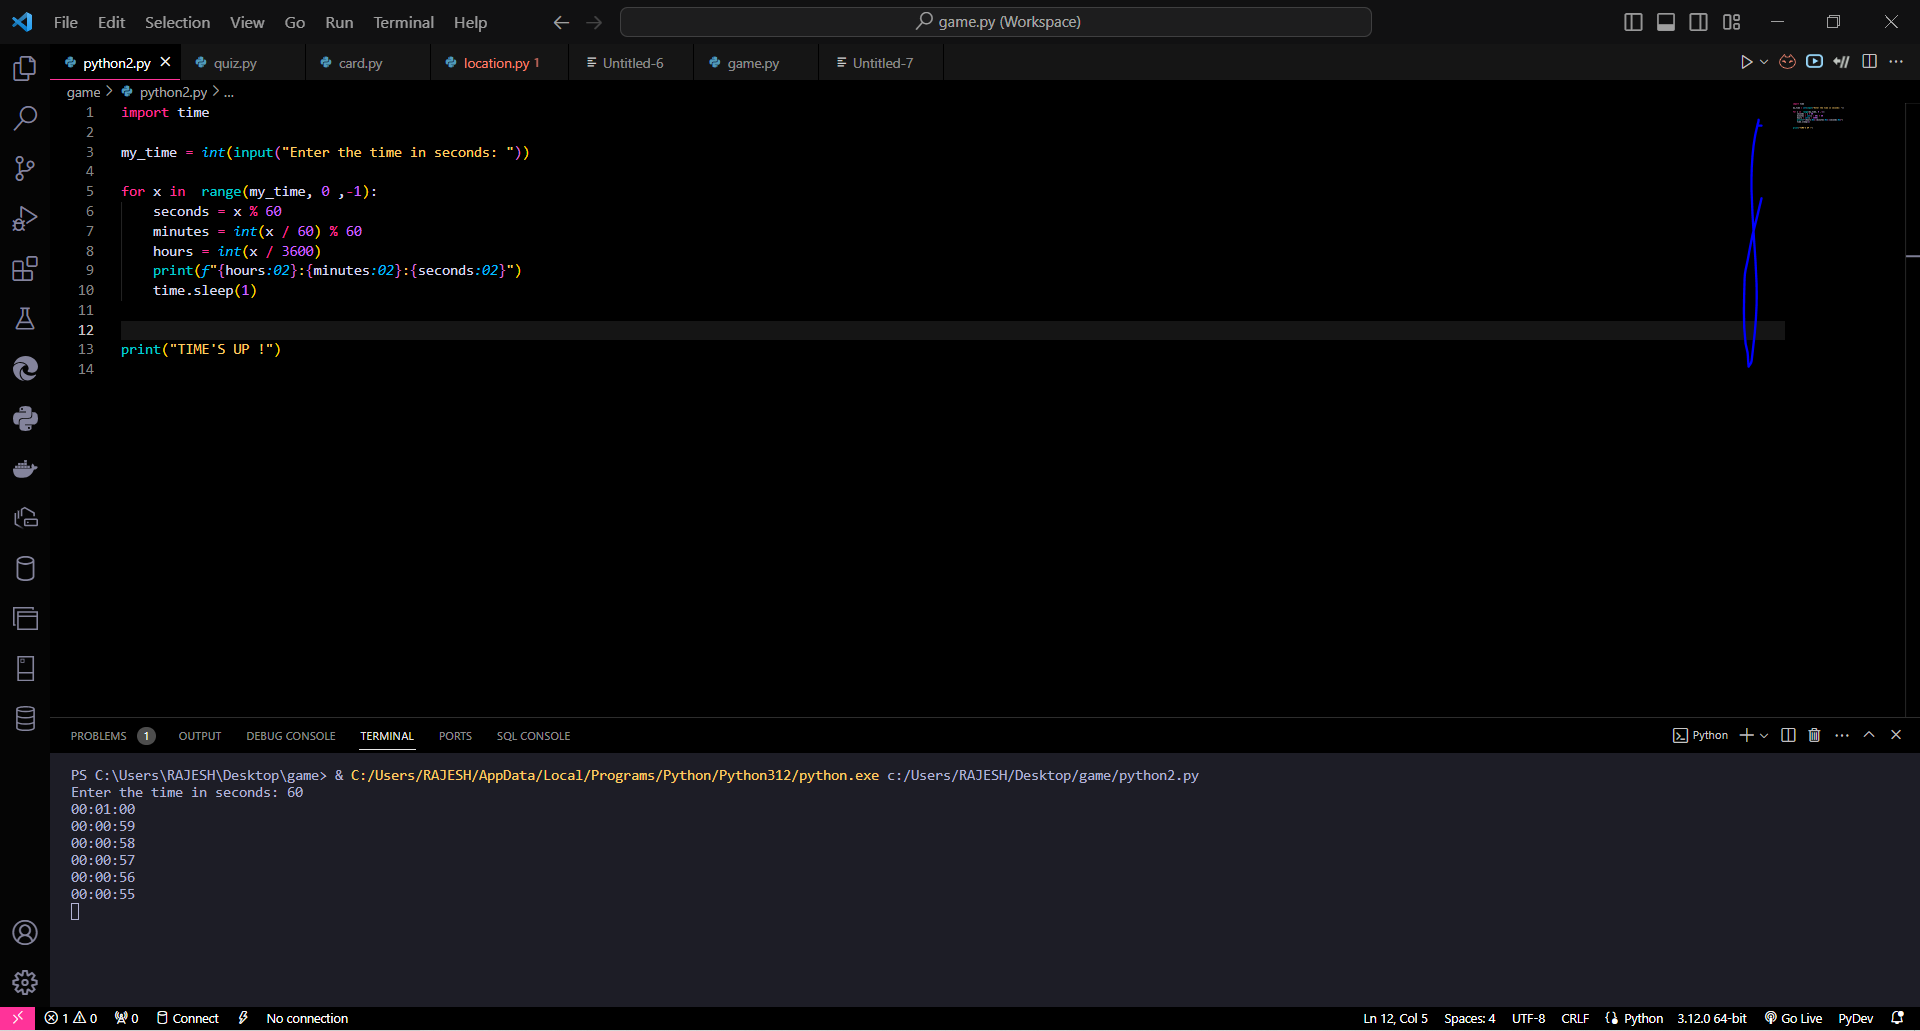 File Edit Selection View Go Run Terminal Help game.py (Workspace)
python2.py quiz.py card.py location.py 1 Untitled-6 game.py Untitled-7
game > python2.py > ...
1 import time
2
3 my_time = int(input("Enter the time in seconds: "))
4
5 for x in  range(my_time, 0 ,-1):
6     seconds = x % 60
7     minutes = int(x / 60) % 60
8     hours = int(x / 3600)
9     print(f"{hours:02}:{minutes:02}:{seconds:02}")
10     time.sleep(1)
11
12
13 print("TIME'S UP !")
14
PROBLEMS 1 OUTPUT DEBUG CONSOLE TERMINAL PORTS SQL CONSOLE Python
PS C:\Users\RAJESH\Desktop\game> & C:/Users/RAJESH/AppData/Local/Programs/Python/Python312/python.exe c:/Users/RAJESH/Desktop/game/python2.py
Enter the time in seconds: 60
00:01:00
00:00:59
00:00:58
00:00:57
00:00:56
00:00:55
1 0 0 Connect No connection Ln 12, Col 5 Spaces: 4 UTF-8 CRLF Python 3.12.0 64-bit Go Live PyDev